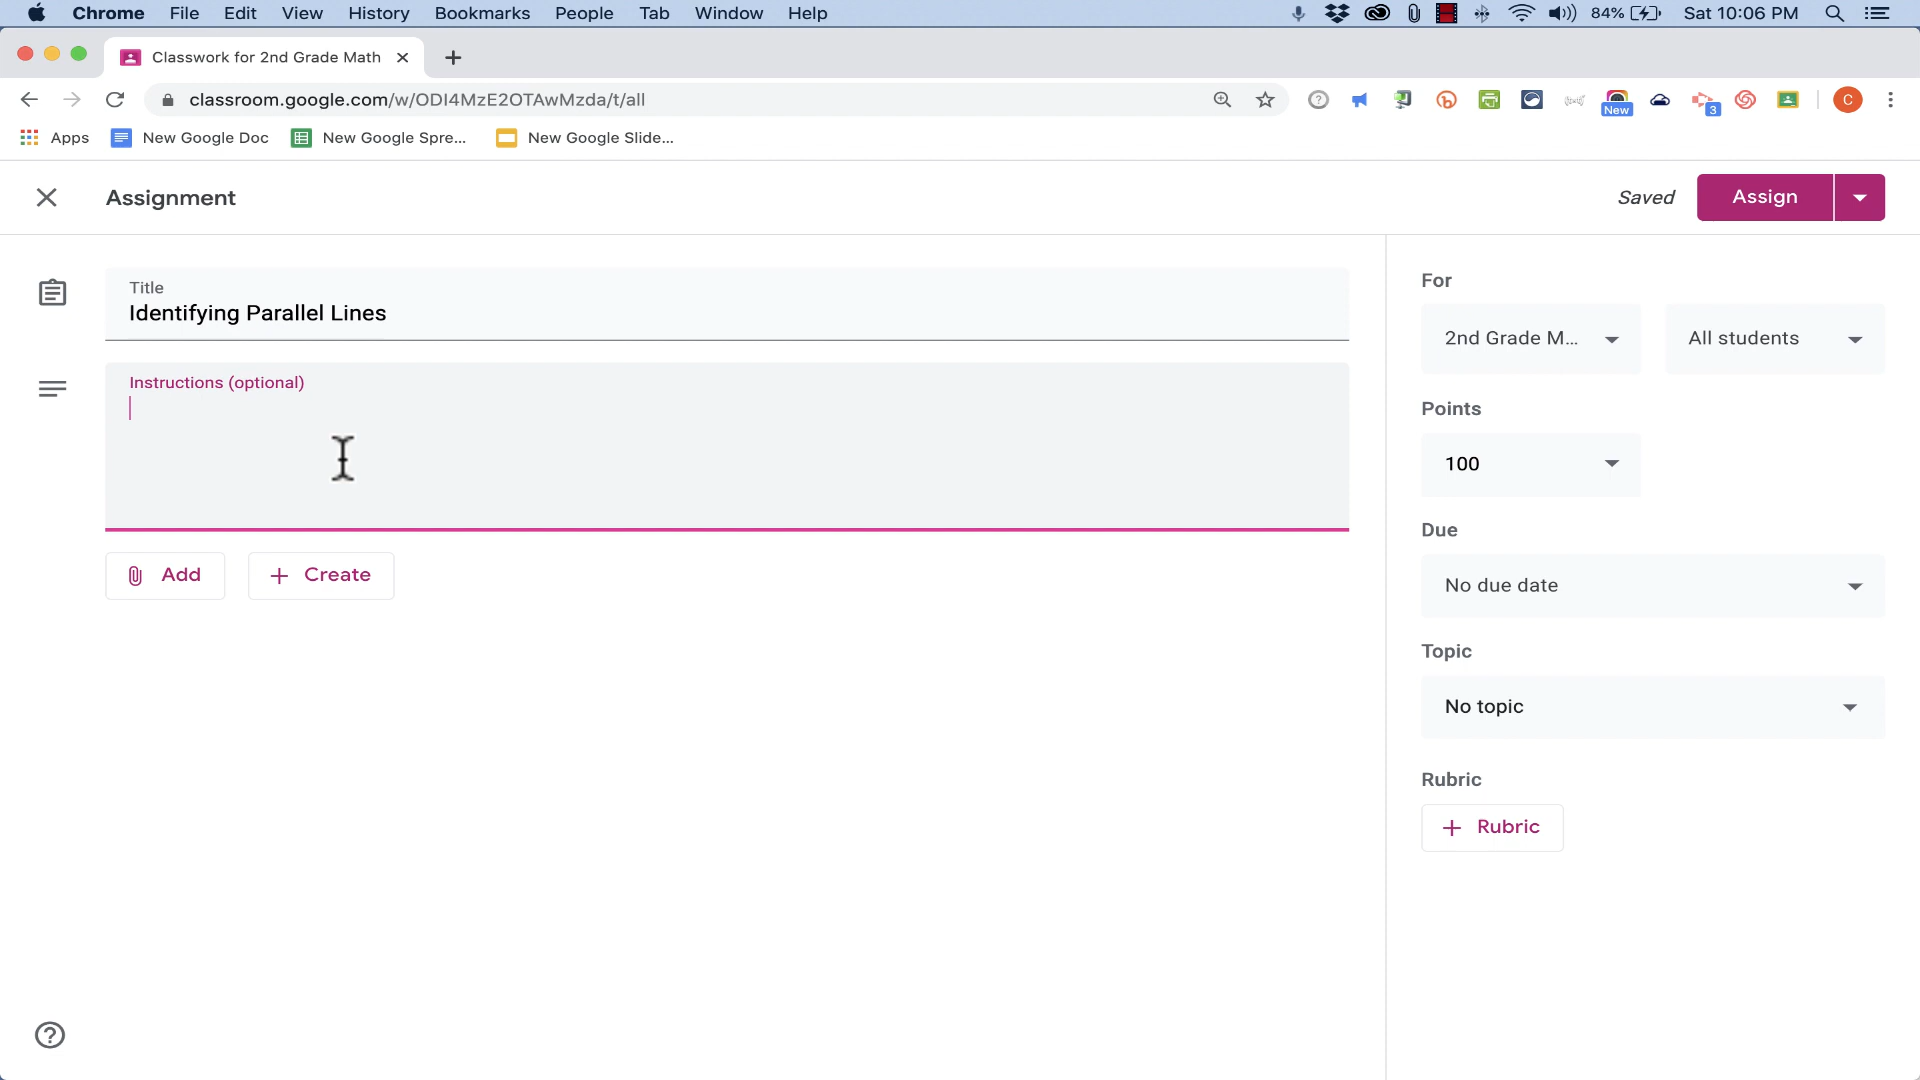 Chrome File Edit View History Bookmarks People Tab Window Help 84% Sat 10:06 PM
Classwork for 2nd Grade Math
classroom.google.com/w/ODI4MzE2OTAwMzda/t/all
New 3 C
Apps New Google Doc New Google Spre... New Google Slide...
Assignment Saved Assign
Title
Identifying Parallel Lines
Instructions (optional)
Add Create
For
2nd Grade M... All students
Points
100
Due
No due date
Topic
No topic
Rubric
Rubric